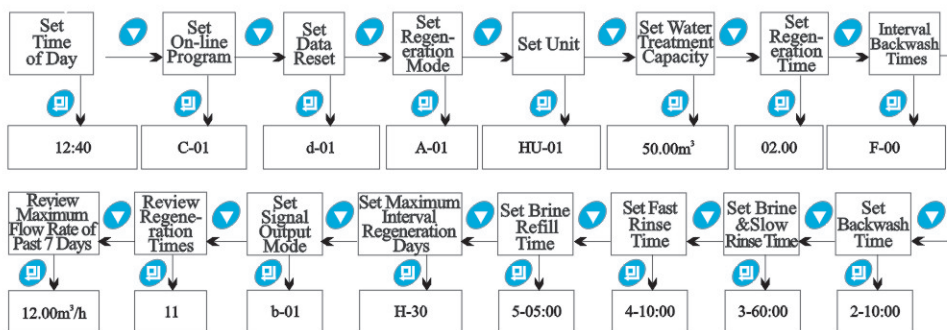 Set
Time
of Day
Set
On-line
Program
Set
Data
Reset
Set
Regen-
eration
Mode
Set Unit
Set Water
Treatment
Capacity
Set
Regen-
eration
Time
Interval
Backwash
Times
12:40
C-01
d-01
A-01
HU-01
50.00m³
02.00
F-00
Review
Maximum
Flow Rate of
Past 7 Days
Review
Regene-
ration
Times
Set
Signal
Output
Mode
Set Maximum
Interval
Regeneration
Days
Set Brine
Refill
Time
Set Fast
Rinse
Time
Set Brine
&Slow
Rinse Time
Set
Backwash
Time
12.00m³/h
11
b-01
H-30
5-05:00
4-10:00
3-60:00
2-10:00